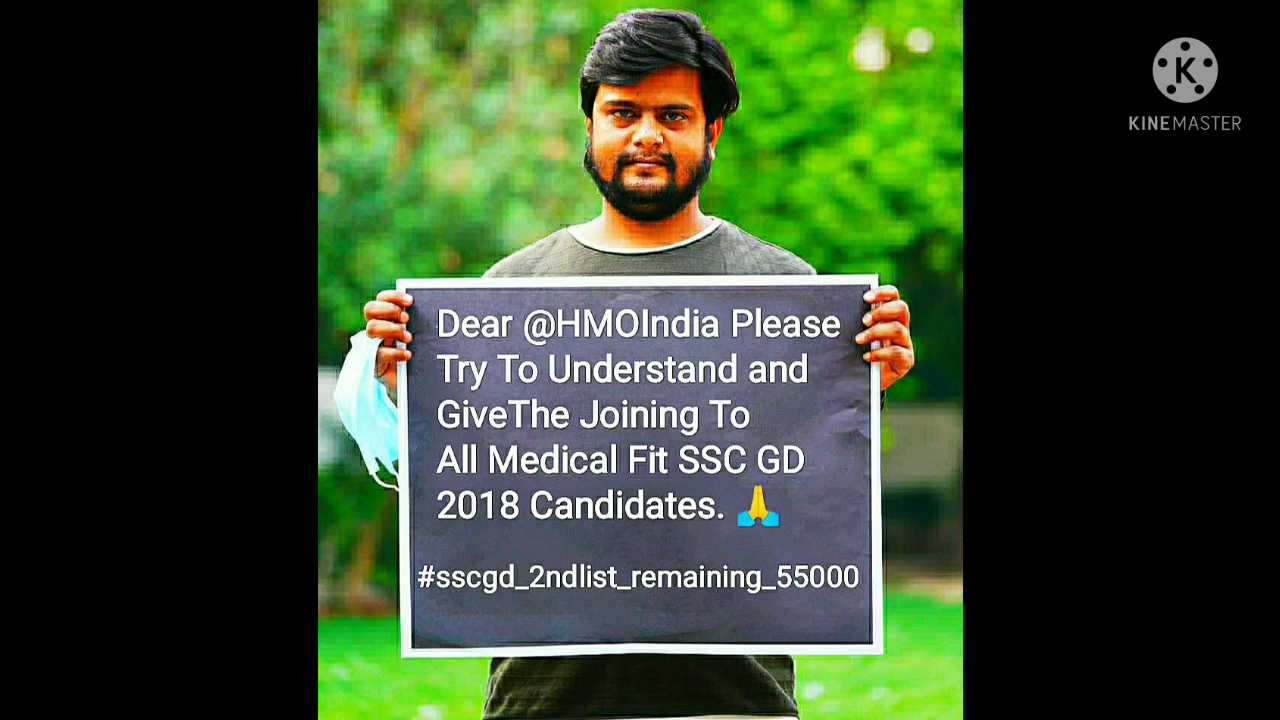 Dear @HMOIndia Please
Try To Understand and
GiveThe Joining To
All Medical Fit SSC GD
2018 Candidates. 🙏
#sscgd_2ndlist_remaining_55000
K
KINEMASTER